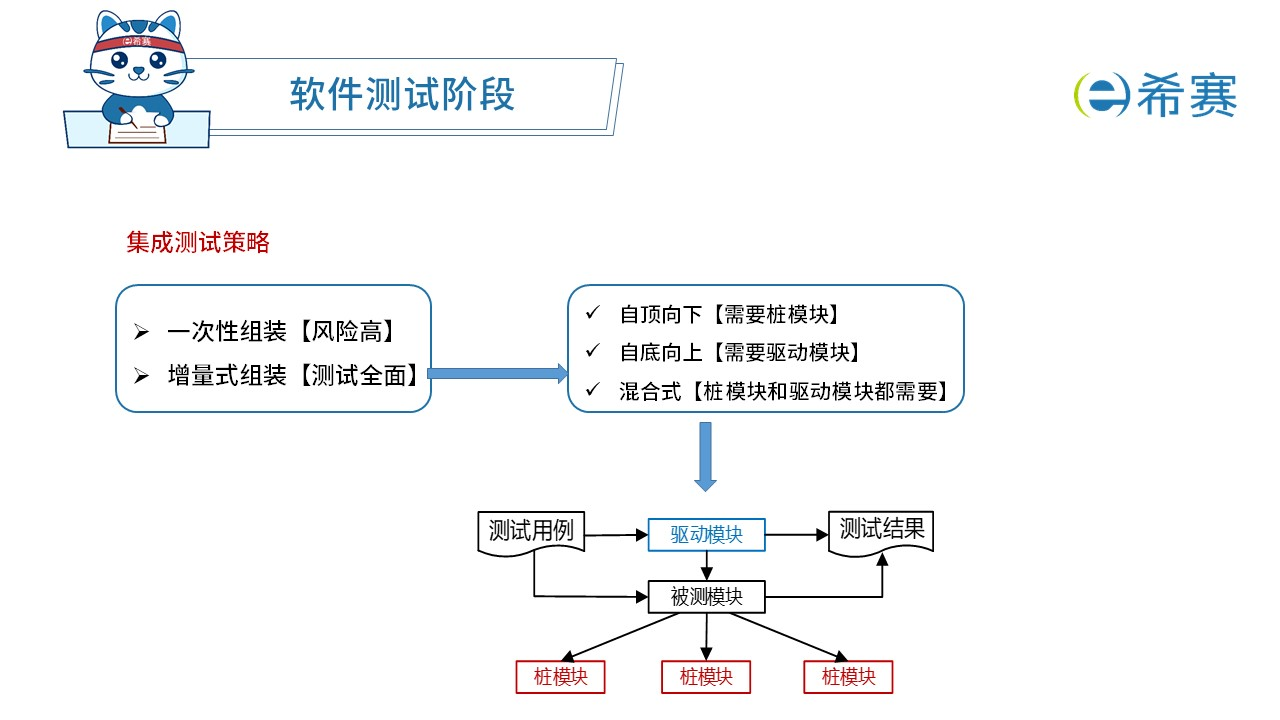 希赛
软件测试阶段
希赛
集成测试策略
一次性组装【风险高】
增量式组装【测试全面】
自顶向下【需要桩模块】
自底向上【需要驱动模块】
混合式【桩模块和驱动模块都需要】
测试用例
驱动模块
测试结果
被测模块
桩模块
桩模块
桩模块